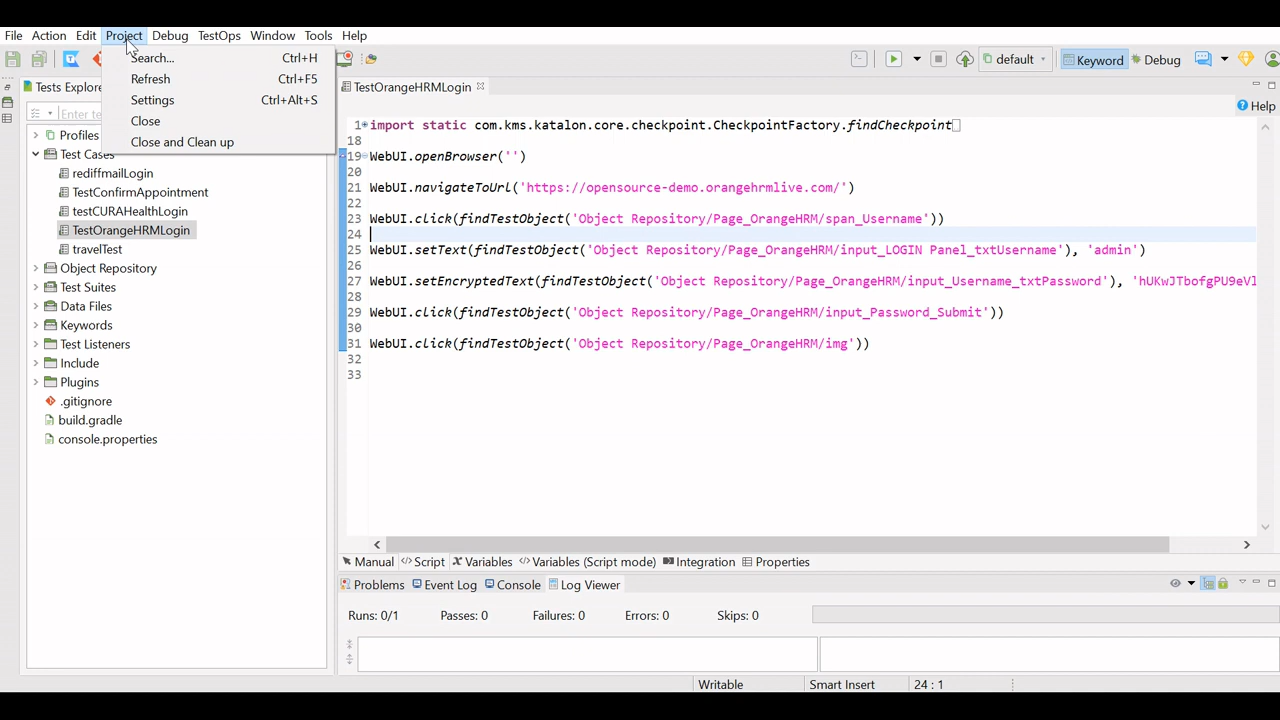 File Action Edit Project Debug TestOps Window Tools Help
Search... Ctrl+H
Refresh Ctrl+F5
Settings Ctrl+Alt+S
Close
Close and Clean up
default Keyword Debug
Tests Explore
TestOrangeHRMLogin
Help
Enter te
Profiles
Test Cases
rediffmailLogin
TestConfirmAppointment
testCURAHealthLogin
TestOrangeHRMLogin
travelTest
Object Repository
Test Suites
Data Files
Keywords
Test Listeners
Include
Plugins
.gitignore
build.gradle
console.properties
1 import static com.kms.katalon.core.checkpoint.CheckpointFactory.findCheckpoint
18
19 WebUI.openBrowser('')
20
21 WebUI.navigateToUrl('https://opensource-demo.orangehrmlive.com/')
22
23 WebUI.click(findTestObject('Object Repository/Page_OrangeHRM/span_Username'))
24
25 WebUI.setText(findTestObject('Object Repository/Page_OrangeHRM/input_LOGIN Panel_txtUsername'), 'admin')
26
27 WebUI.setEncryptedText(findTestObject('Object Repository/Page_OrangeHRM/input_Username_txtPassword'), 'hUKwJTbofgPU9eVl
28
29 WebUI.click(findTestObject('Object Repository/Page_OrangeHRM/input_Password_Submit'))
30
31 WebUI.click(findTestObject('Object Repository/Page_OrangeHRM/img'))
32
33
Manual Script Variables Variables (Script mode) Integration Properties
Problems Event Log Console Log Viewer
Runs: 0/1 Passes: 0 Failures: 0 Errors: 0 Skips: 0
Writable Smart Insert 24 : 1